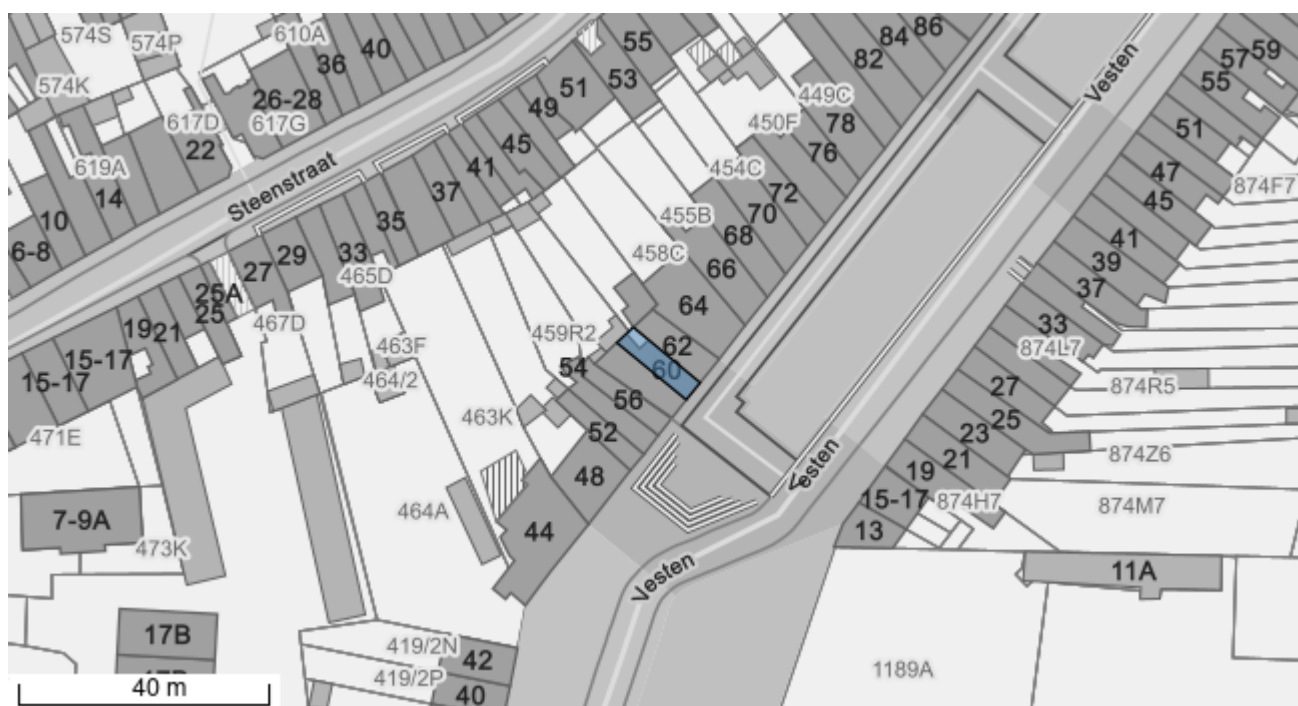 574S
574P
610A
40
36
55
84
86
59
57
574K
82
55
53
51
26-28
449C
617D
617G
49
78
51
450F
22
45
76
619A
14
41
454C
47
874F7
Steenstraat
37
72
45
10
455B
70
35
68
41
6-8
29
33
458C
66
39
27
465D
37
25A
64
25
467D
33
19
21
463F
459R2
62
874L7
15-17
464/2
54
60
15-17
56
27
874R5
463K
25
471E
52
23
21
874Z6
48
19
Vesten
Vesten
15-17
874H7
874M7
7-9A
464A
13
44
473K
11A
Vesten
17B
419/2N
42
17B
419/2P
1189A
40 m
40